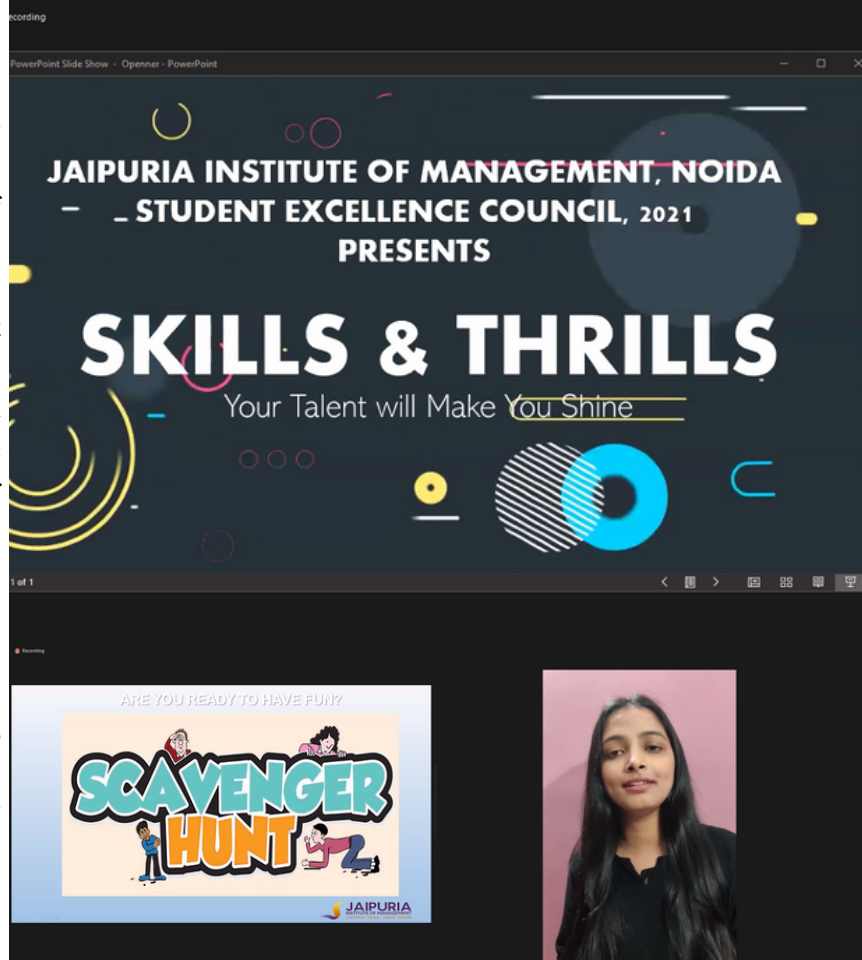 ecording
PowerPoint Slide Show - Openner - PowerPoint
JAIPURIA INSTITUTE OF MANAGEMENT, NOIDA
STUDENT EXCELLENCE COUNCIL, 2021
PRESENTS
SKILLS & THRILLS
Your Talent will Make You Shine
1 of 1
Recording
ARE YOU READY TO HAVE FUN?
SCAVENGER
HUNT
JAIPURIA
INSTITUTE OF MANAGEMENT